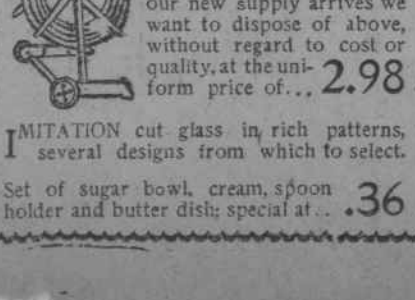 our new supply arrives we
want to dispose of above,
without regard to cost or
quality, at the uni-
form price of... 2.98
IMITATION cut glass in rich patterns,
several designs from which to select.
Set of sugar bowl, cream, spoon
holder and butter dish; special at.. .36